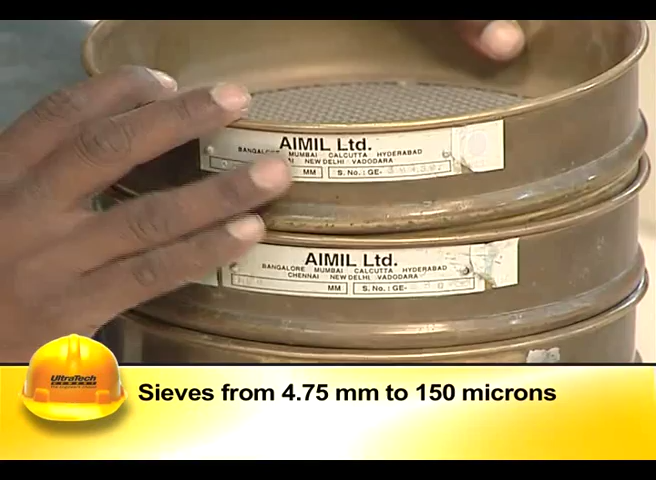 AIMIL Ltd.
BANGALORE MUMBAI CALCUTTA HYDERABAD
NEW DELHI VADODARA
MM
S. No.: GE-
AIMIL Ltd.
BANGALORE MUMBAI CALCUTTA HYDERABAD
CHENNAI NEW DELHI VADODARA
MM
S. No.: GE-
UltraTech
CEMENT
Sieves from 4.75 mm to 150 microns